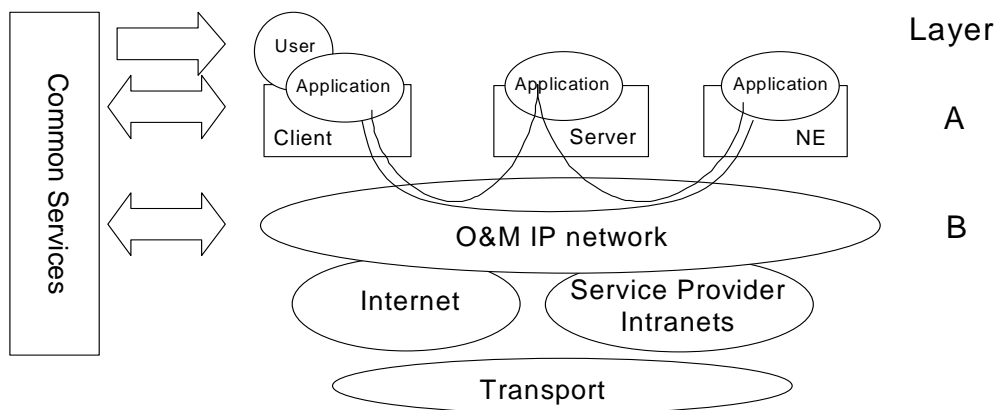 Layer
User
Application
Application
Application
Common Services
Client
Server
NE
A
O&M IP network
B
Internet
Service Provider
Intranets
Transport